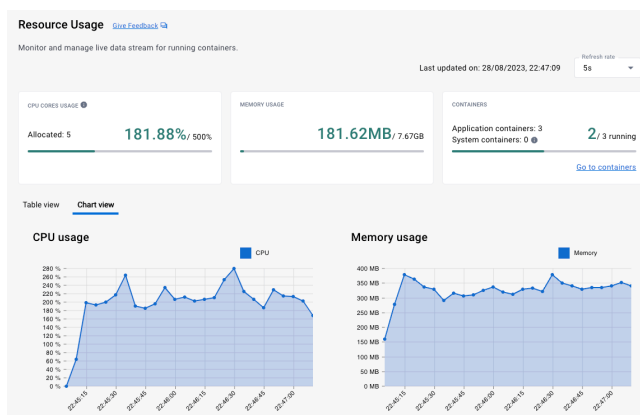 Resource Usage Give Feedback
Monitor and manage live data stream for running containers.
Last updated on: 28/08/2023, 22:47:09
Refresh rate
5s
CPU CORES USAGE
Allocated: 5 181.88% / 500%
MEMORY USAGE
181.62MB / 7.67GB
CONTAINERS
Application containers: 3
System containers: 0
2 / 3 running
Go to containers
Table view Chart view
CPU usage
CPU
280 %
260 %
240 %
220 %
200 %
180 %
160 %
140 %
120 %
100 %
80 %
60 %
40 %
20 %
0 %
22:45:15 22:45:30 22:45:45 22:46:00 22:46:15 22:46:30 22:46:45 22:47:00
Memory usage
Memory
400 MB
350 MB
300 MB
250 MB
200 MB
150 MB
100 MB
50 MB
0 MB
22:45:15 22:45:30 22:45:45 22:46:00 22:46:15 22:46:30 22:46:45 22:47:00